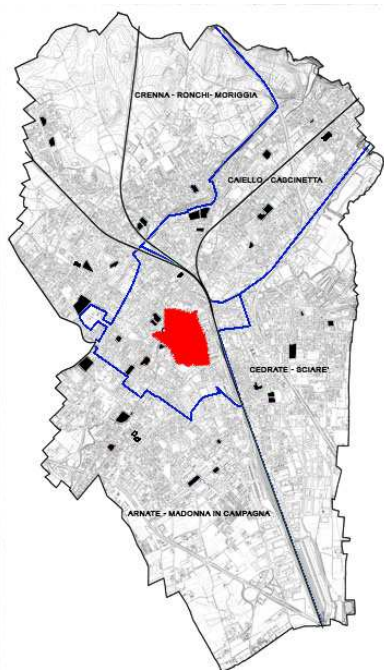 CRENNA - RONCHI - MORIGGIA
CAIELLO - CASCINETTA
CEDRATE - SCIARE'
ARNATE - MADONNA IN CAMPAGNA